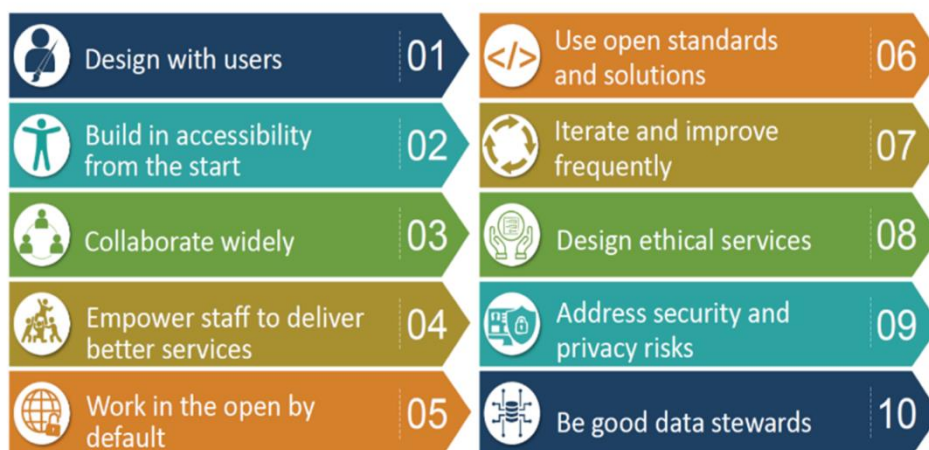 Design with users
01
Build in accessibility
from the start
02
Collaborate widely
03
Empower staff to deliver
better services
04
Work in the open by
default
05
</>
Use open standards
and solutions
06
Iterate and improve
frequently
07
Design ethical services
08
Address security and
privacy risks
09
Be good data stewards
10